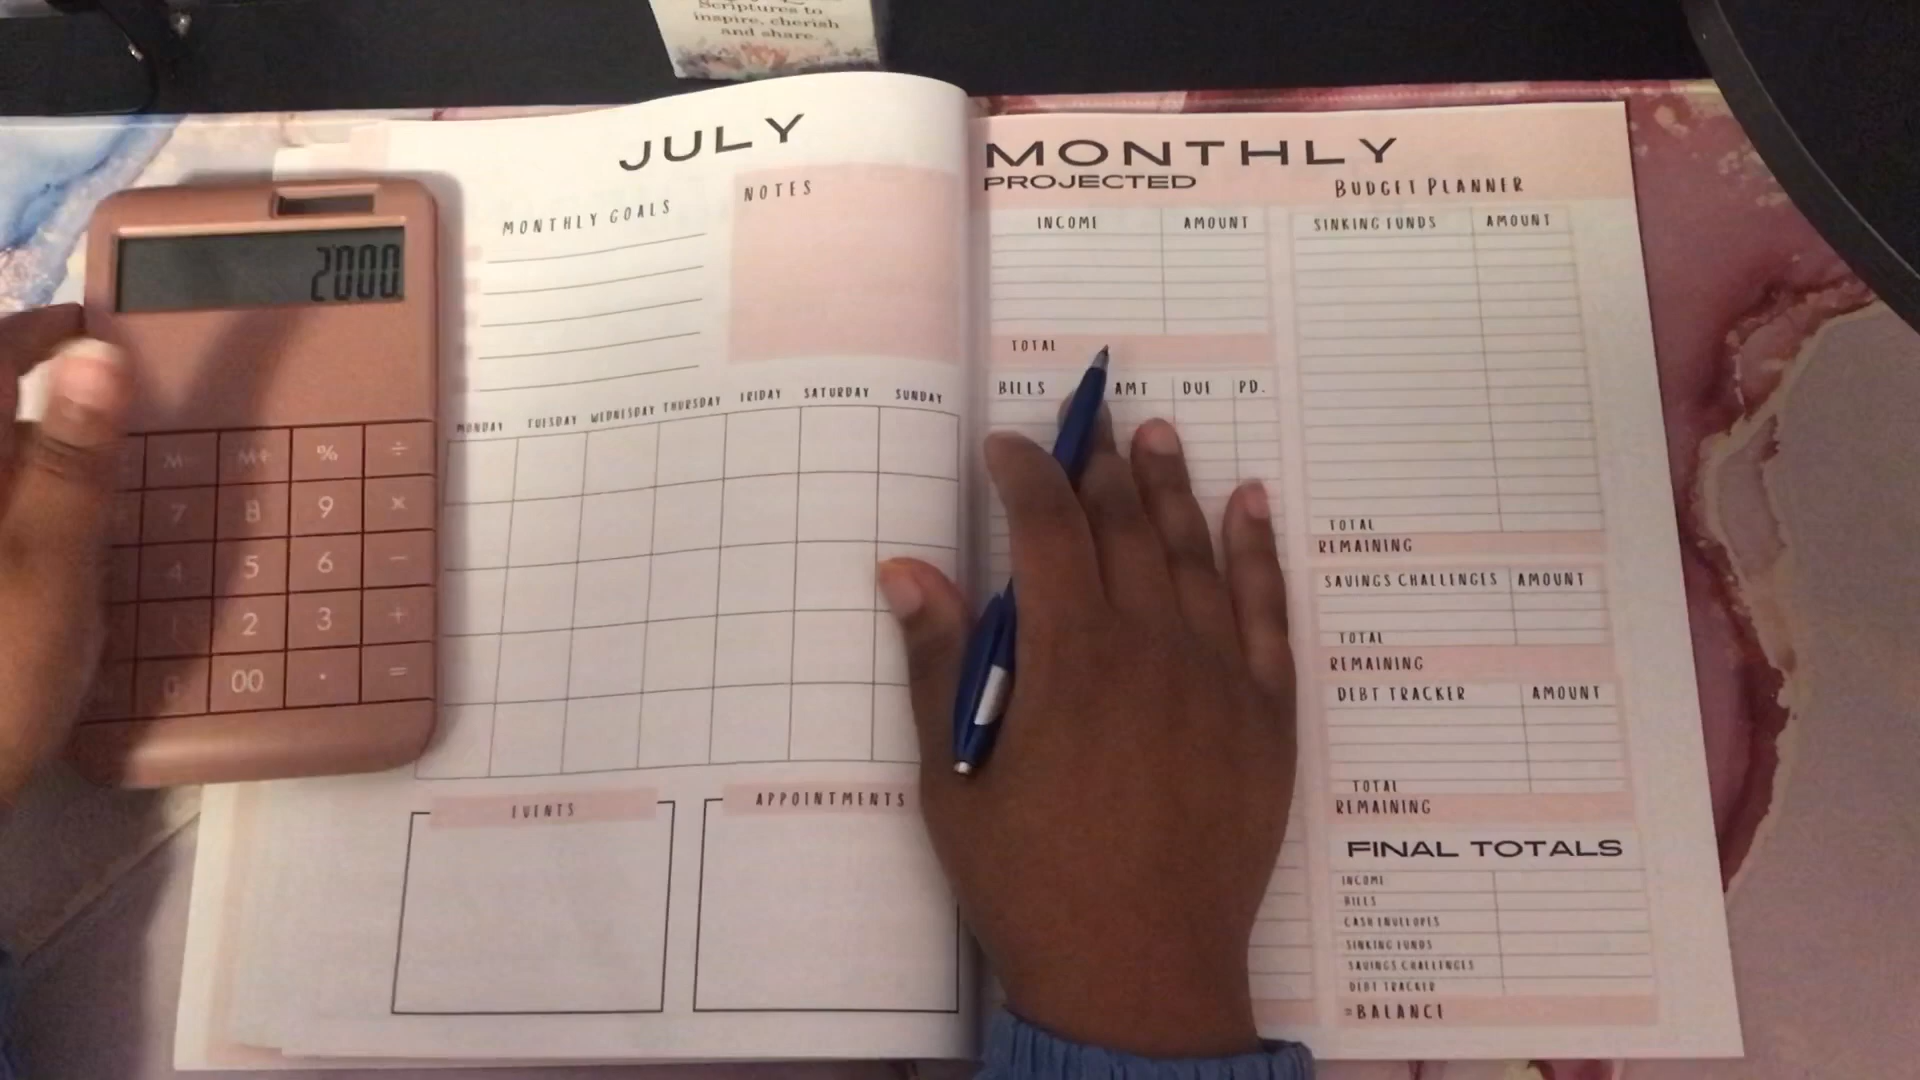 Scriptures to
inspire, cherish
and share.
2000
M+
%
÷
7
8
9
×
4
5
6
−
2
3
+
0
00
.
=
JULY
MONTHLY GOALS
NOTES
MONDAY TUESDAY WEDNESDAY THURSDAY FRIDAY SATURDAY SUNDAY
EVENTS
APPOINTMENTS
MONTHLY
PROJECTED
BUDGET PLANNER
INCOME AMOUNT
TOTAL
BILLS AMT DUE PD.
SINKING FUNDS AMOUNT
TOTAL
REMAINING
SAVINGS CHALLENGES AMOUNT
TOTAL
REMAINING
DEBT TRACKER AMOUNT
TOTAL
REMAINING
FINAL TOTALS
INCOME
BILLS
CASH ENVELOPES
SINKING FUNDS
SAVINGS CHALLENGES
DEBT TRACKER
=BALANCE